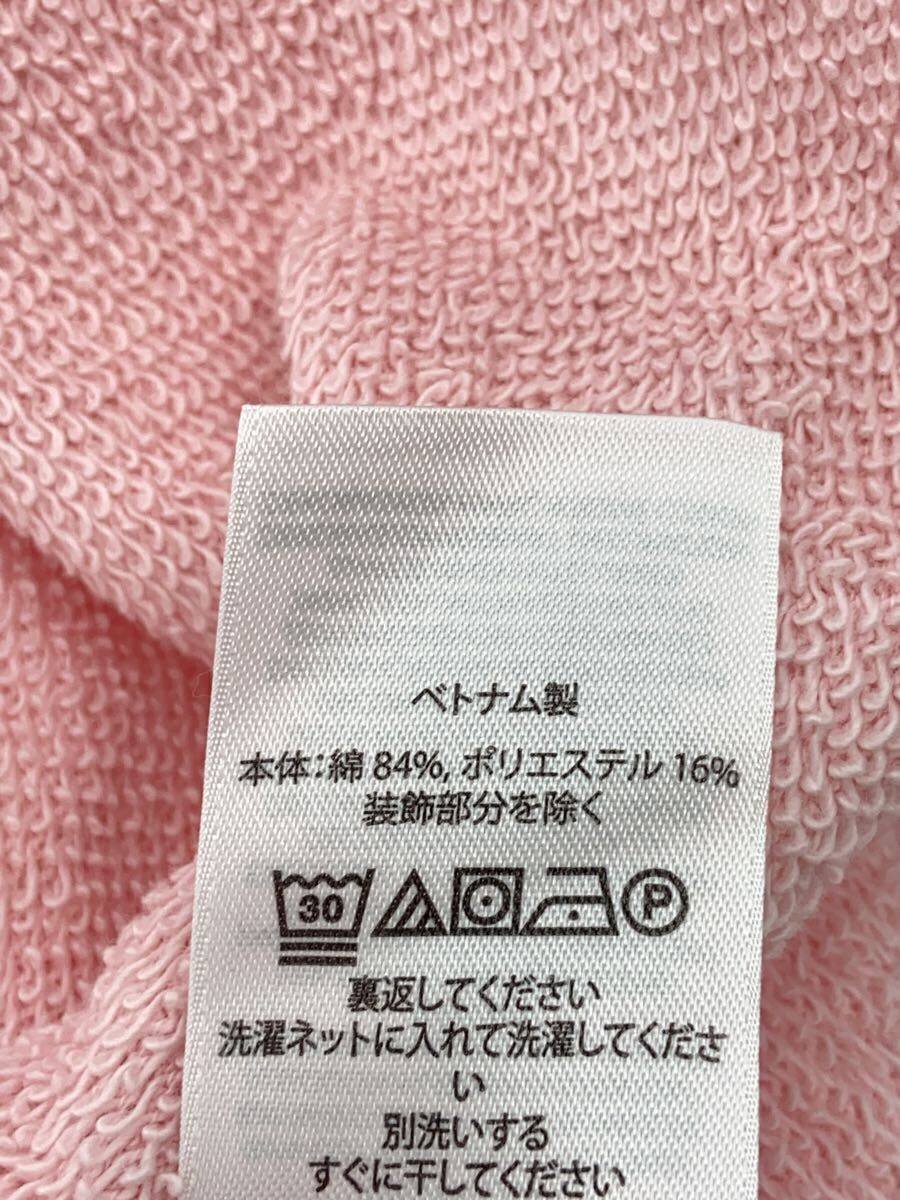 ベトナム製
本体：綿 84%, ポリエステル 16%
装飾部分を除く
30 P
裏返してください
洗濯ネットに入れて洗濯してくださ
い
別洗いする
すぐに干してください